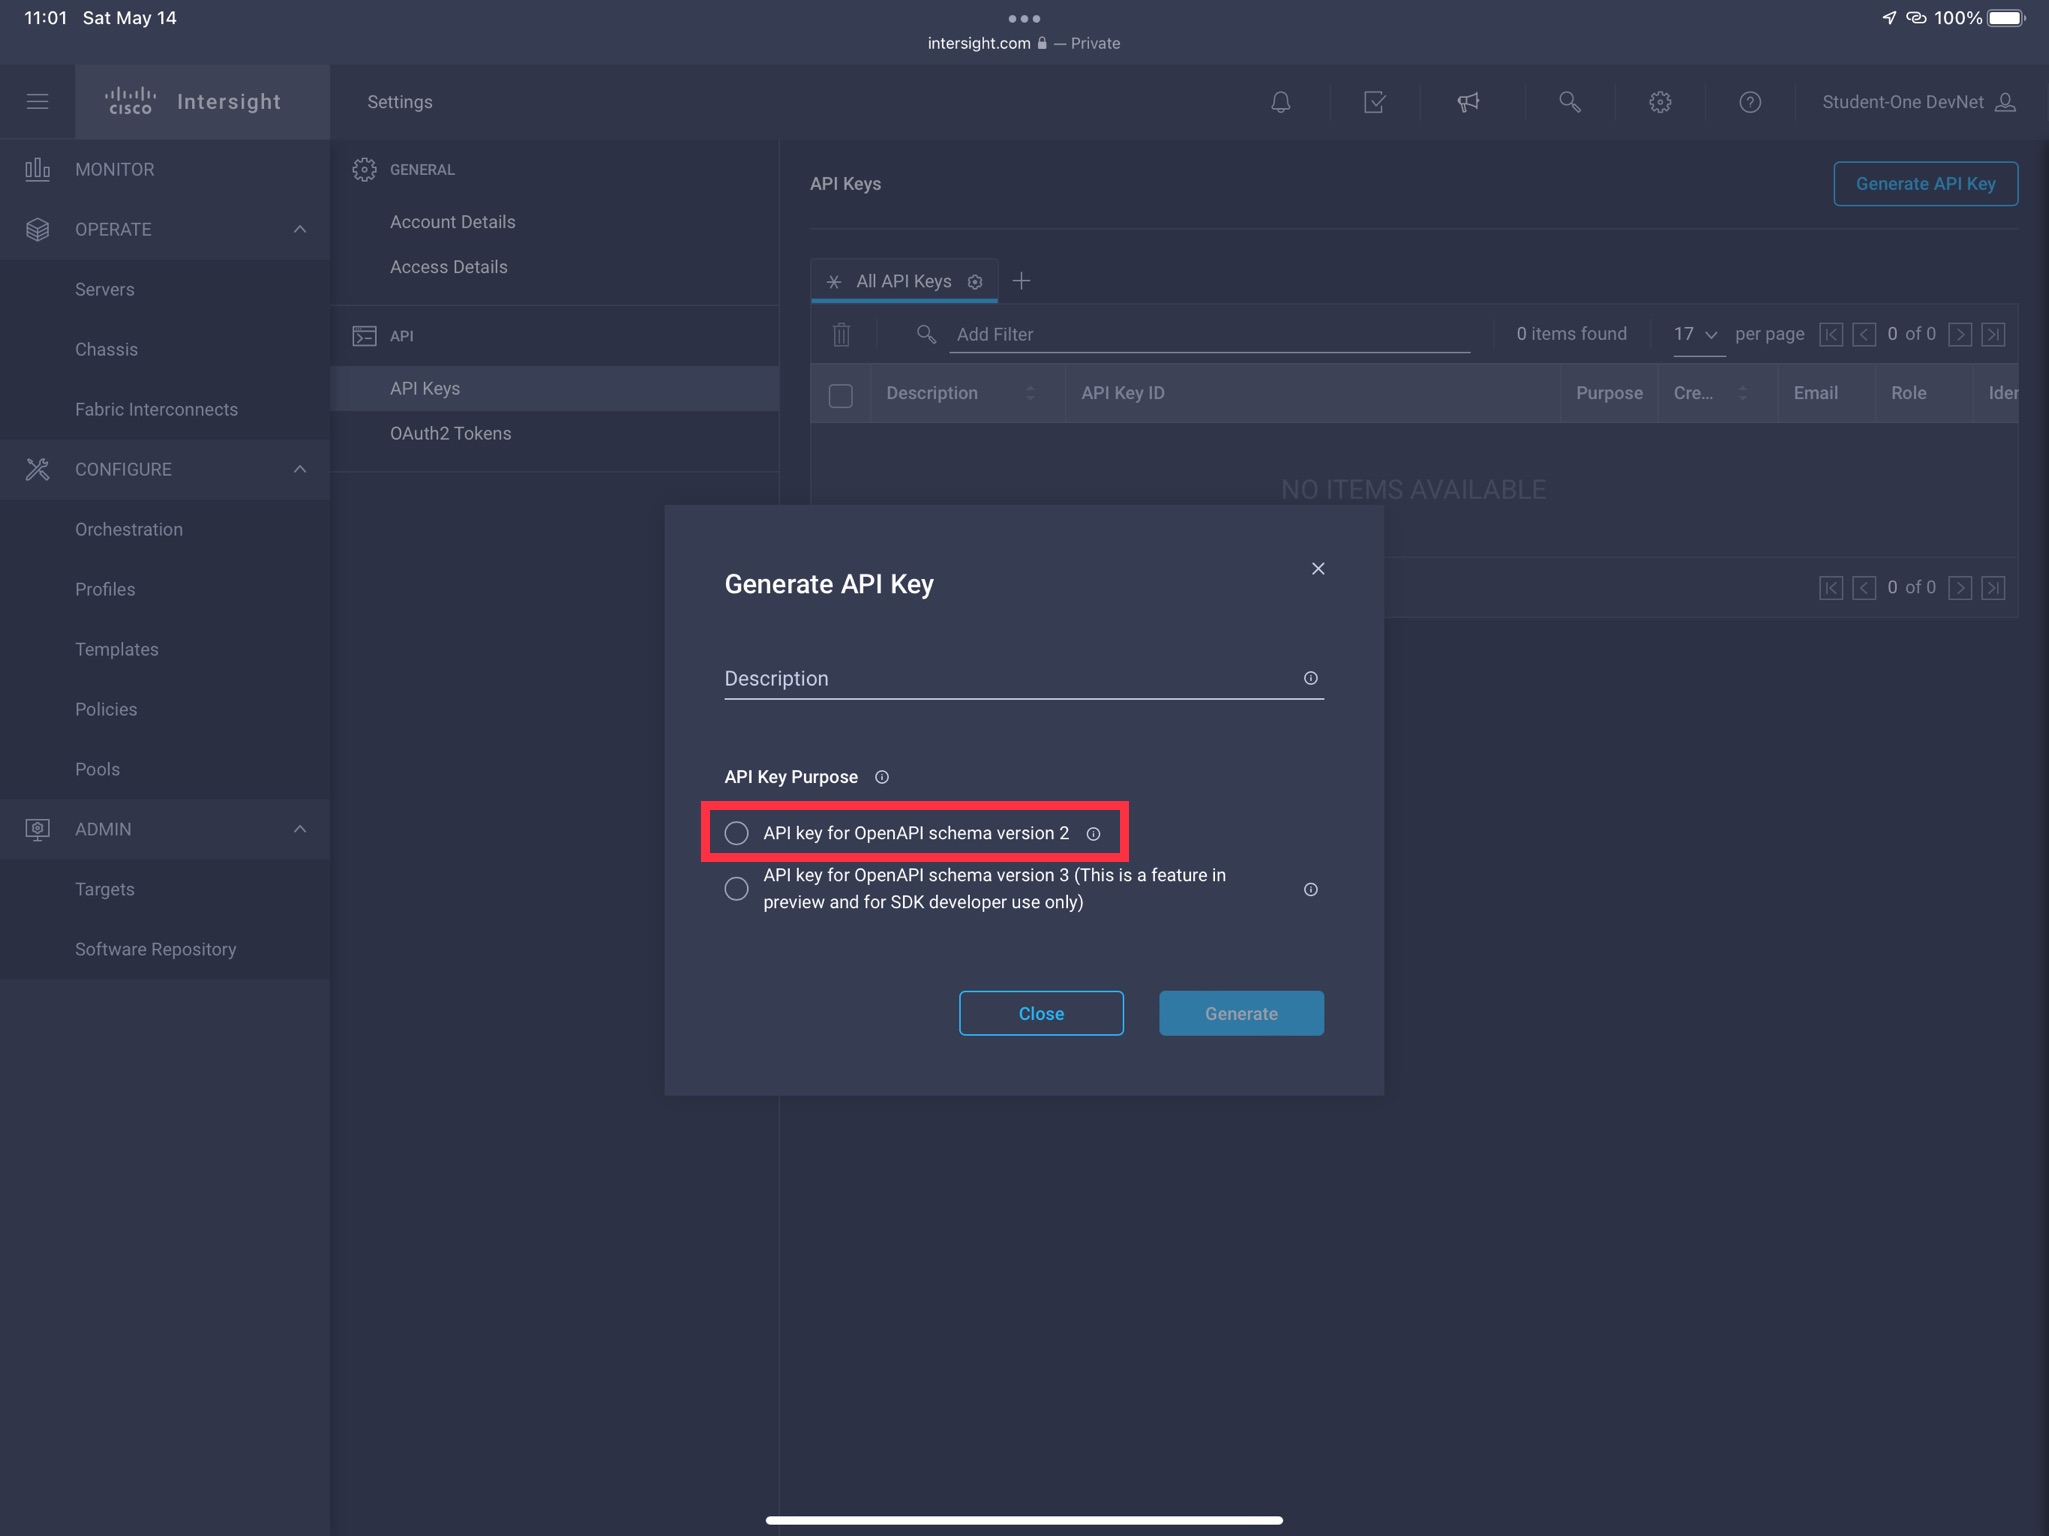 11:01 Sat May 14
100%
intersight.com — Private
CISCO Intersight
Settings
Student-One DevNet
MONITOR
OPERATE
Servers
Chassis
Fabric Interconnects
CONFIGURE
Orchestration
Profiles
Templates
Policies
Pools
ADMIN
Targets
Software Repository
GENERAL
Account Details
Access Details
API
API Keys
OAuth2 Tokens
API Keys
Generate API Key
All API Keys
Add Filter
0 items found
17 per page
0 of 0
Description API Key ID Purpose Cre... Email Role Iden
NO ITEMS AVAILABLE
0 of 0
Generate API Key
Description
API Key Purpose
API key for OpenAPI schema version 2
API key for OpenAPI schema version 3 (This is a feature in
preview and for SDK developer use only)
Close
Generate